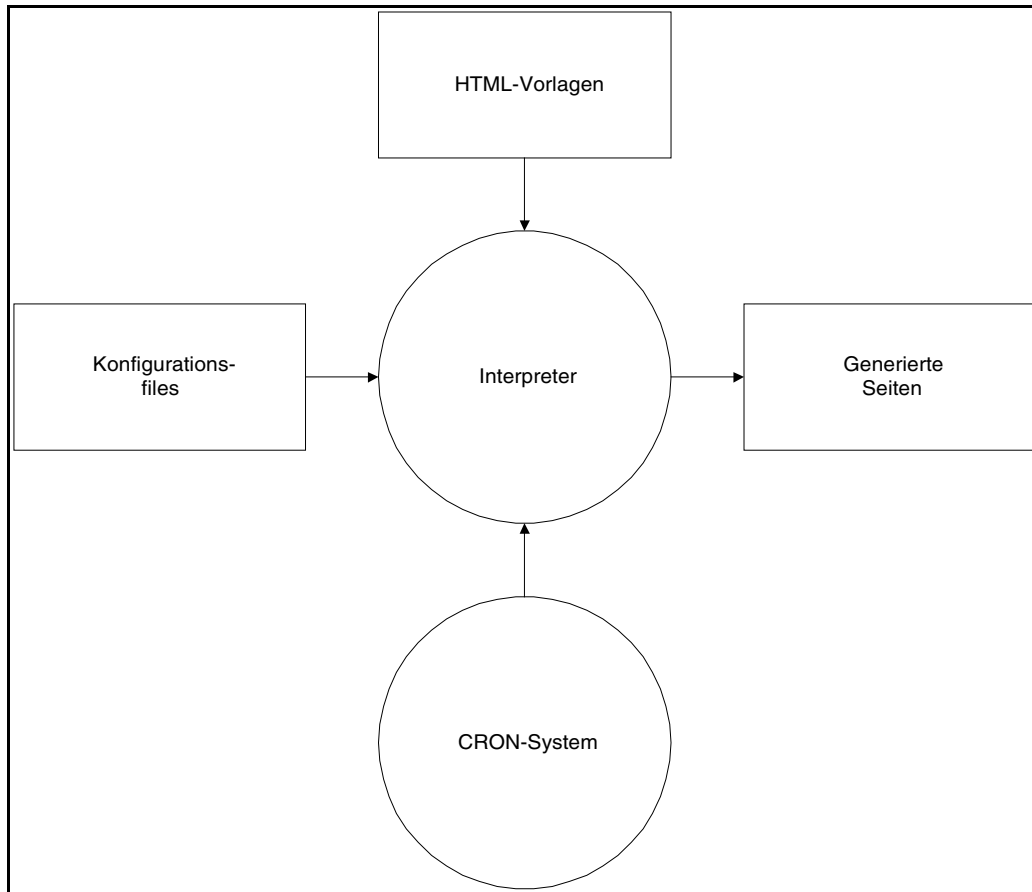 HTML-Vorlagen
Konfigurations-
files
Interpreter
Generierte
Seiten
CRON-System